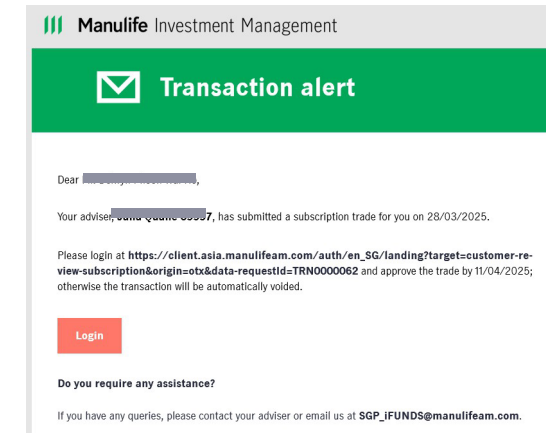 Manulife Investment Management
Transaction alert
Dear
Your adviser, 7, has submitted a subscription trade for you on 28/03/2025.
Please login at https://client.asia.manulifeam.com/auth/en_SG/landing?target=customer-re-
view-subscription&origin=otx&data-requestId=TRN0000062 and approve the trade by 11/04/2025;
otherwise the transaction will be automatically voided.
Login
Do you require any assistance?
If you have any queries, please contact your adviser or email us at SGP_iFUNDS@manulifeam.com.